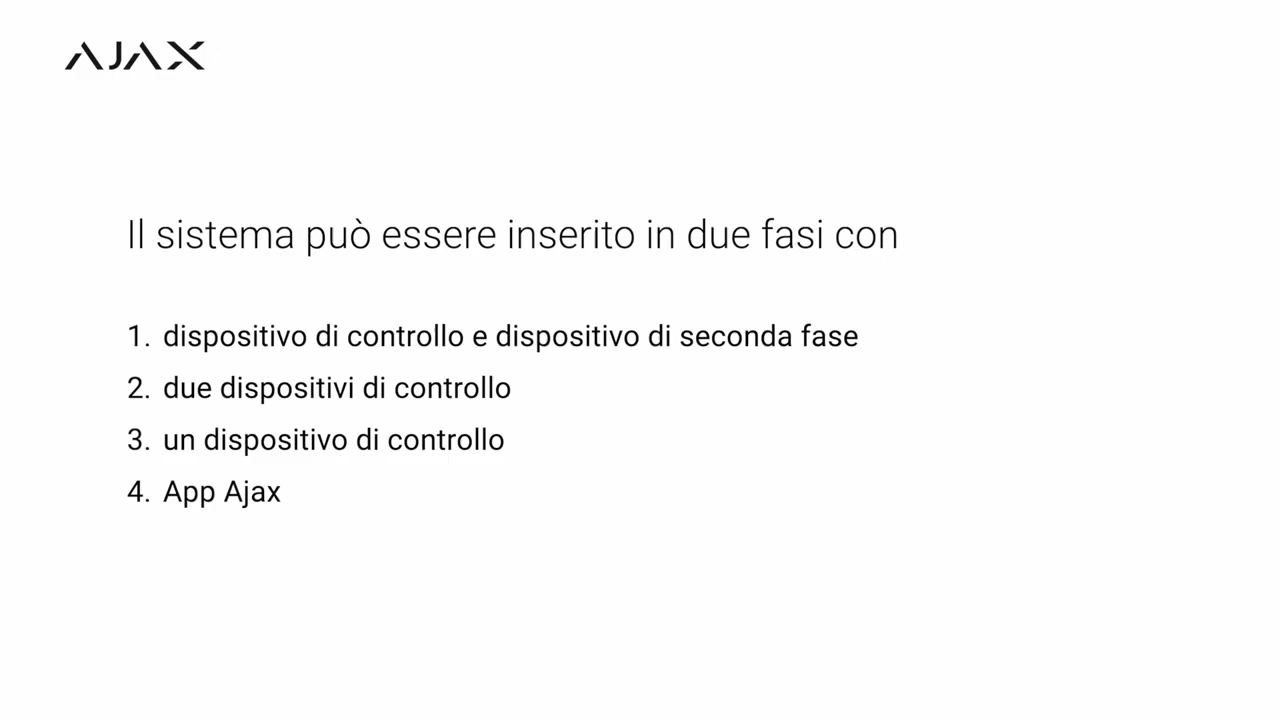 AJAX
Il sistema può essere inserito in due fasi con
1. dispositivo di controllo e dispositivo di seconda fase
2. due dispositivi di controllo
3. un dispositivo di controllo
4. App Ajax